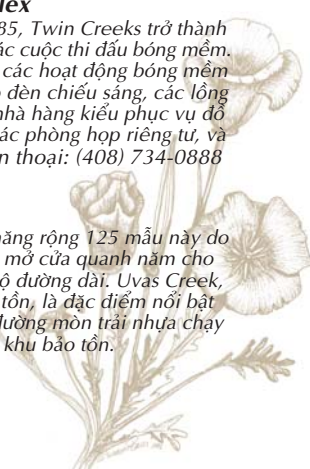 lex
85, Twin Creeks trở thành
ác cuộc thi đấu bóng mềm.
các hoạt động bóng mềm
đèn chiếu sáng, các lồng
nhà hàng kiểu phục vụ đồ
ác phòng họp riêng tư, và
n thoại: (408) 734-0888
năng rộng 125 mẫu này do
mở cửa quanh năm cho
ộ đường dài. Uvas Creek,
tồn, là đặc điểm nổi bật
đường mòn trải nhựa chạy
khu bảo tồn.